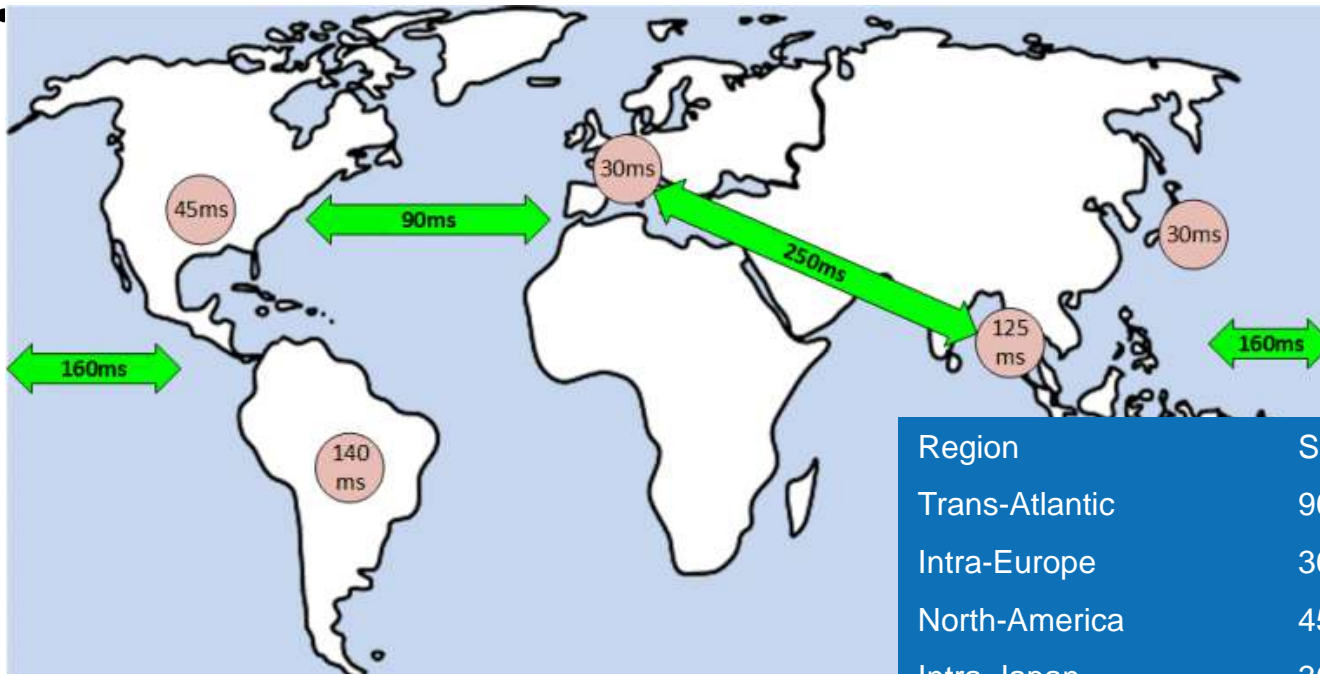 30ms
45ms
90ms
250ms
30ms
125
ms
160ms
160ms
140
ms
Region
Trans-Atlantic
Intra-Europe
North-America